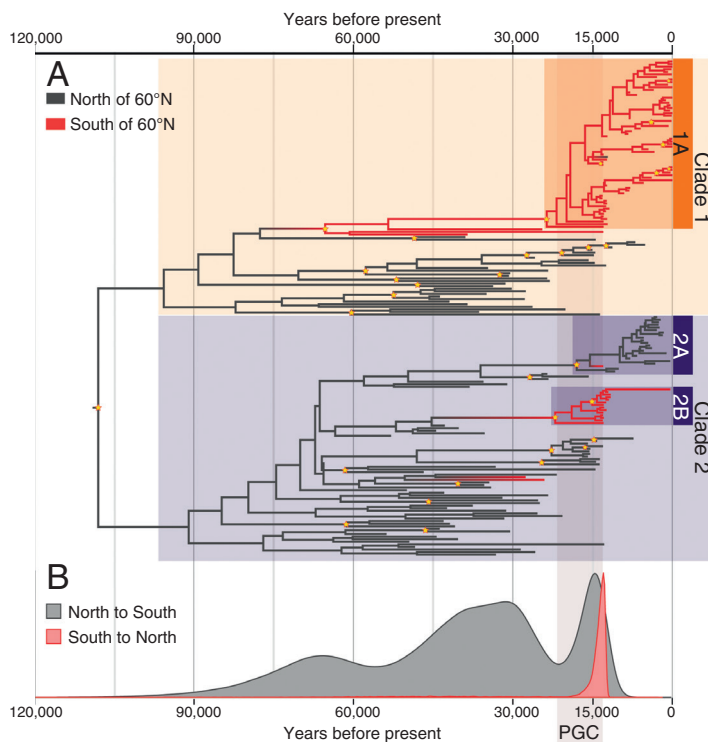 Years before present
120,000 90,000 60,000 30,000 15,000 0
A
North of 60°N
South of 60°N
1A
Clade 1
2A
2B
Clade 2
B
North to South
South to North
120,000 90,000 60,000 30,000 15,000 0
Years before present
PGC